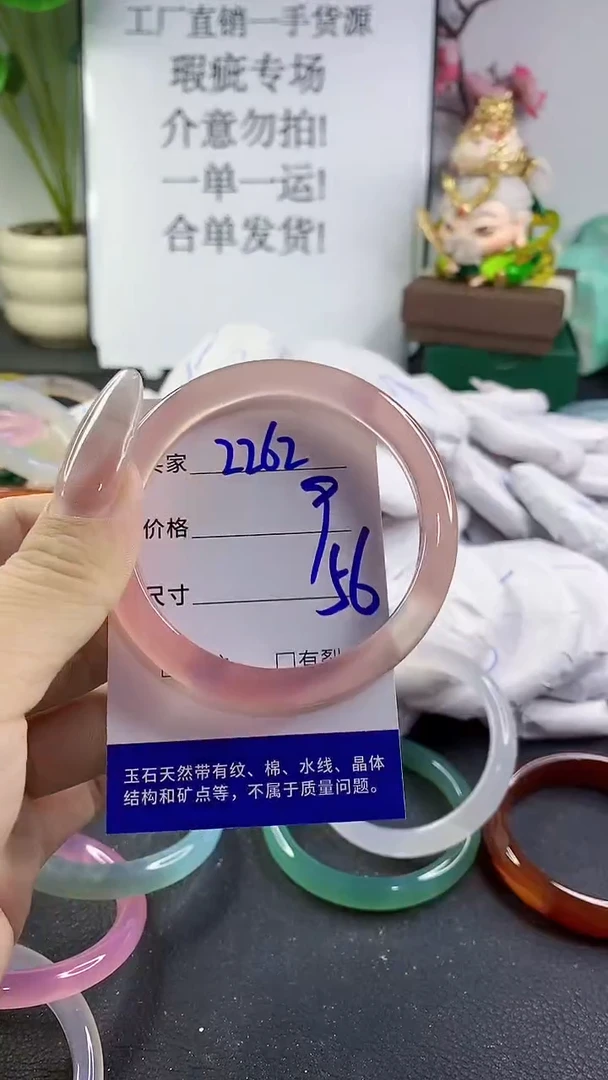 工厂直销一手货源
瑕疵专场
介意勿拍!
一单一运!
合单发货!
家 2262
价格
尺寸 56
□有裂
玉石天然带有纹、棉、水线、晶体
结构和矿点等，不属于质量问题。